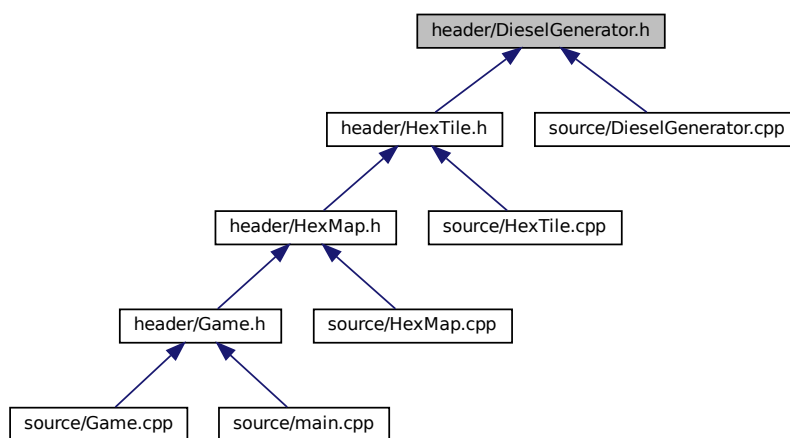 header/DieselGenerator.h
header/HexTile.h
source/DieselGenerator.cpp
header/HexMap.h
source/HexTile.cpp
header/Game.h
source/HexMap.cpp
source/Game.cpp
source/main.cpp